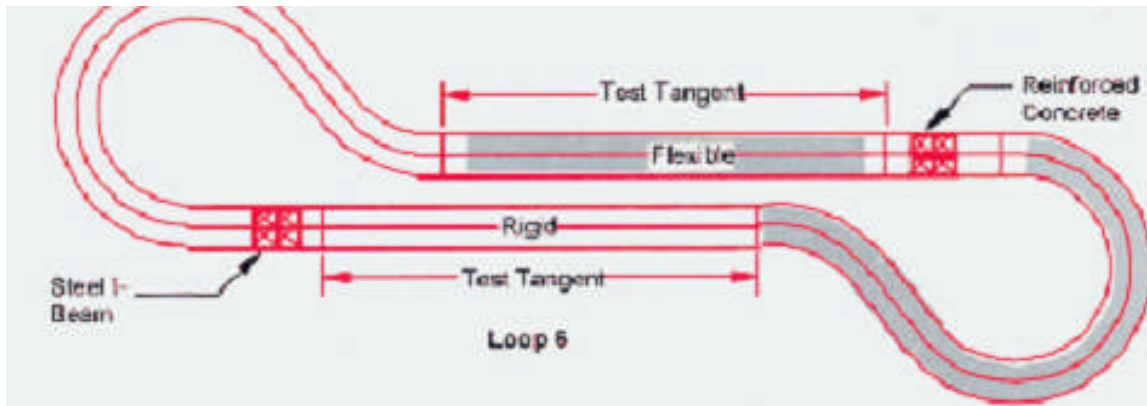 Test Tangent
Reinforced
Concrete
Flexible
Rigid
Test Tangent
Steel I-
Beam
Loop 6